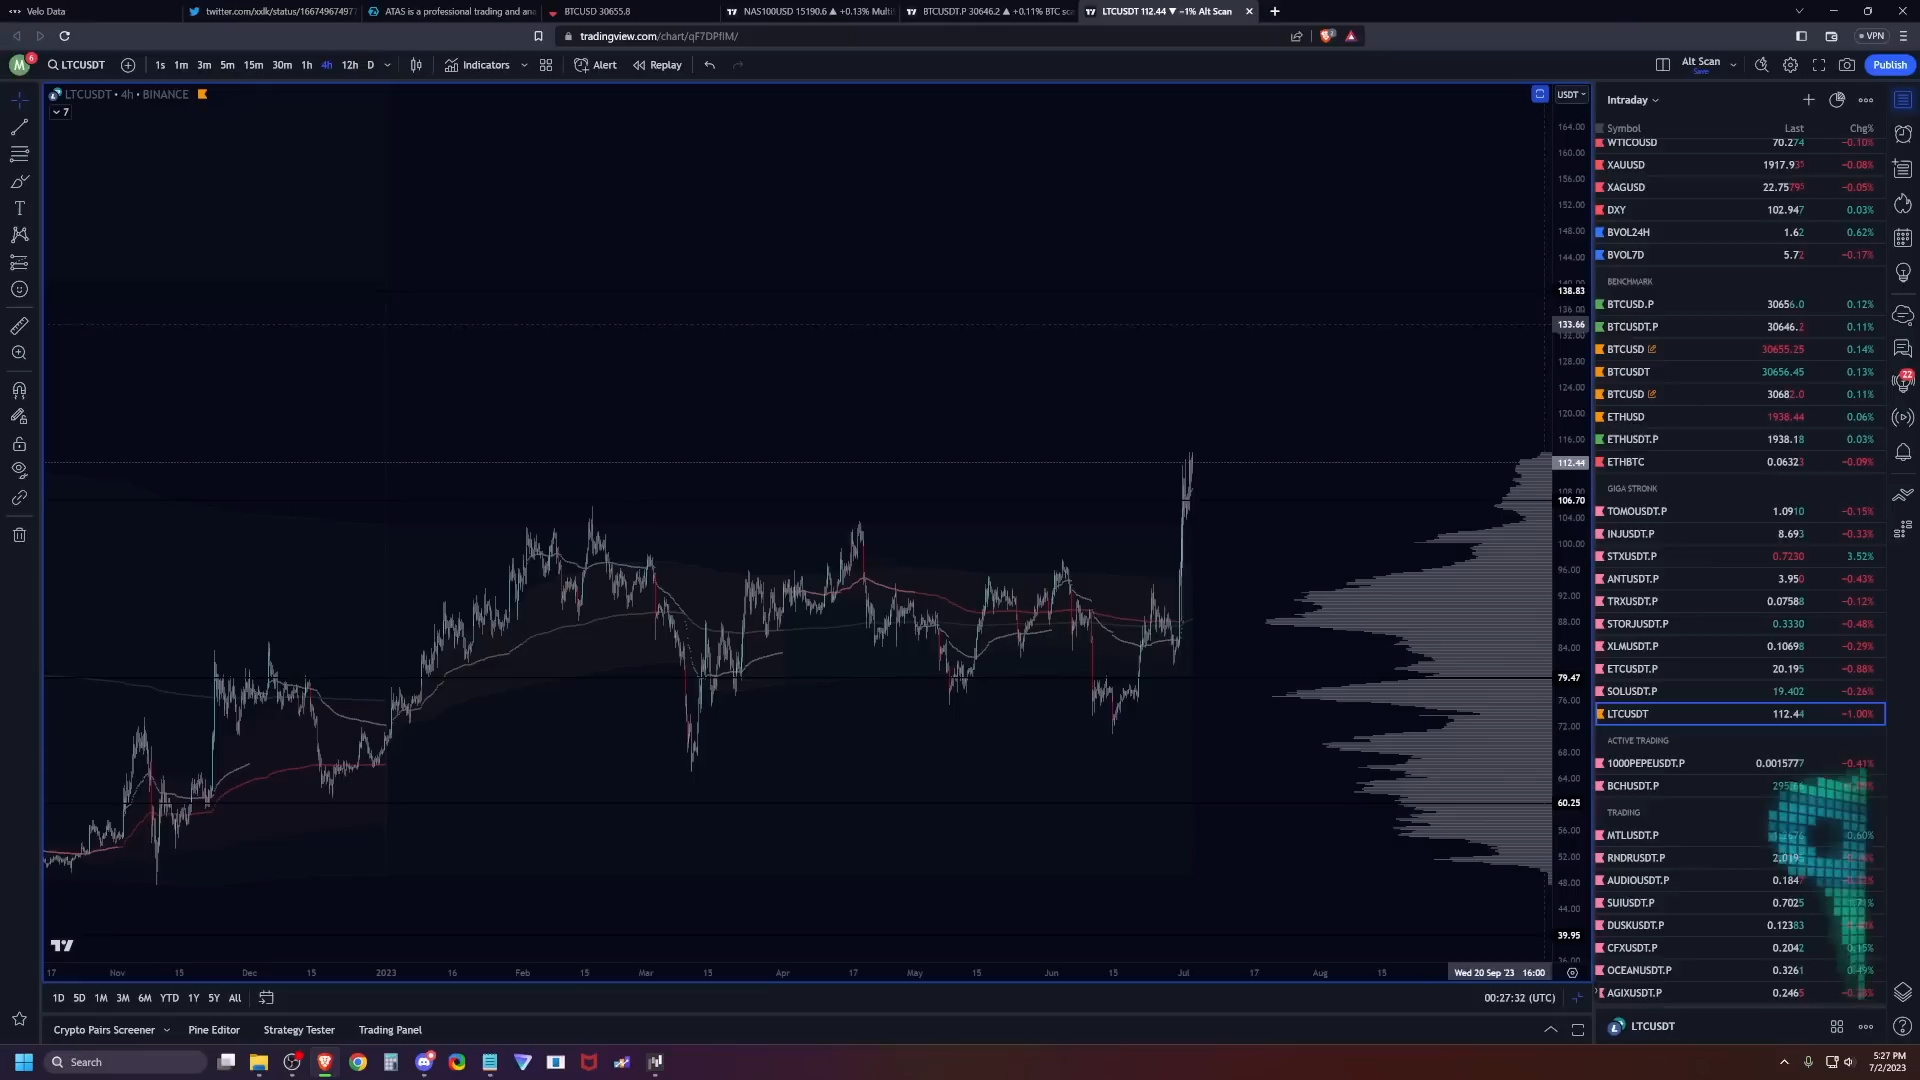 Velo Data
twitter.com/xdk/status/16674967497
ATAS is a professional trading and ana
BTCUSD 30655.8
NAS100USD 15190.6 ▲ +0.13% Multi
BTCUSDT.P 30646.2 ▲ +0.11% BTC sc
LTCUSDT 112.44 ▼ −1% Alt Scan
tradingview.com/chart/qF7DPfiM/
2
VPN
M
6
LTCUSDT
1s 1m 3m 5m 15m 30m 1h 4h 12h D
Indicators
Alert
Replay
Alt Scan
Save
Publish
LTCUSDT • 4h • BINANCE
7
USDT
164.00
160.00
156.00
152.00
148.00
144.00
138.83
136.00
133.66
132.00
128.00
124.00
120.00
116.00
112.44
108.00
106.70
104.00
100.00
96.00
92.00
88.00
84.00
79.47
76.00
72.00
68.00
64.00
60.25
56.00
52.00
48.00
44.00
39.95
36.00
17 Nov 15 Dec 15 2023 16 Feb 15 Mar 15 Apr 17 May 15 Jun 15 Jul 17 Aug 15
Wed 20 Sep '23 16:00
1D 5D 1M 3M 6M YTD 1Y 5Y All
00:27:32 (UTC)
Crypto Pairs Screener
Pine Editor
Strategy Tester
Trading Panel
Intraday
Symbol Last Chg%
WTICOUSD 70.274 −0.10%
XAUUSD 1917.935 −0.08%
XAGUSD 22.75795 −0.05%
DXY 102.947 0.03%
BVOL24H 1.62 0.62%
BVOL7D 5.72 −0.17%
BENCHMARK
BTCUSD.P 30656.0 0.12%
BTCUSDT.P 30646.2 0.11%
BTCUSD 30655.25 0.14%
BTCUSDT 30656.45 0.13%
BTCUSD 30682.0 0.11%
ETHUSD 1938.44 0.06%
ETHUSDT.P 1938.18 0.03%
ETHBTC 0.06323 −0.09%
GIGA STRONK
TOMOUSDT.P 1.0910 −0.15%
INJUSDT.P 8.693 −0.33%
STXUSDT.P 0.7230 3.52%
ANTUSDT.P 3.950 −0.43%
TRXUSDT.P 0.07588 −0.12%
STORJUSDT.P 0.3330 −0.48%
XLMUSDT.P 0.10698 −0.29%
ETCUSDT.P 20.195 −0.88%
SOLUSDT.P 19.402 −0.26%
LTCUSDT 112.44 −1.00%
ACTIVE TRADING
1000PEPEUSDT.P 0.0015777 −0.41%
BCHUSDT.P
TRADING
MTLUSDT.P 0.60%
RNDRUSDT.P
AUDIOUSDT.P
SUIUSDT.P 0.7025
DUSKUSDT.P 0.12383
CFXUSDT.P 0.2042 0.15%
OCEANUSDT.P 0.3261
AGIXUSDT.P 0.2465
LTCUSDT
22
Search
5:27 PM
7/2/2023